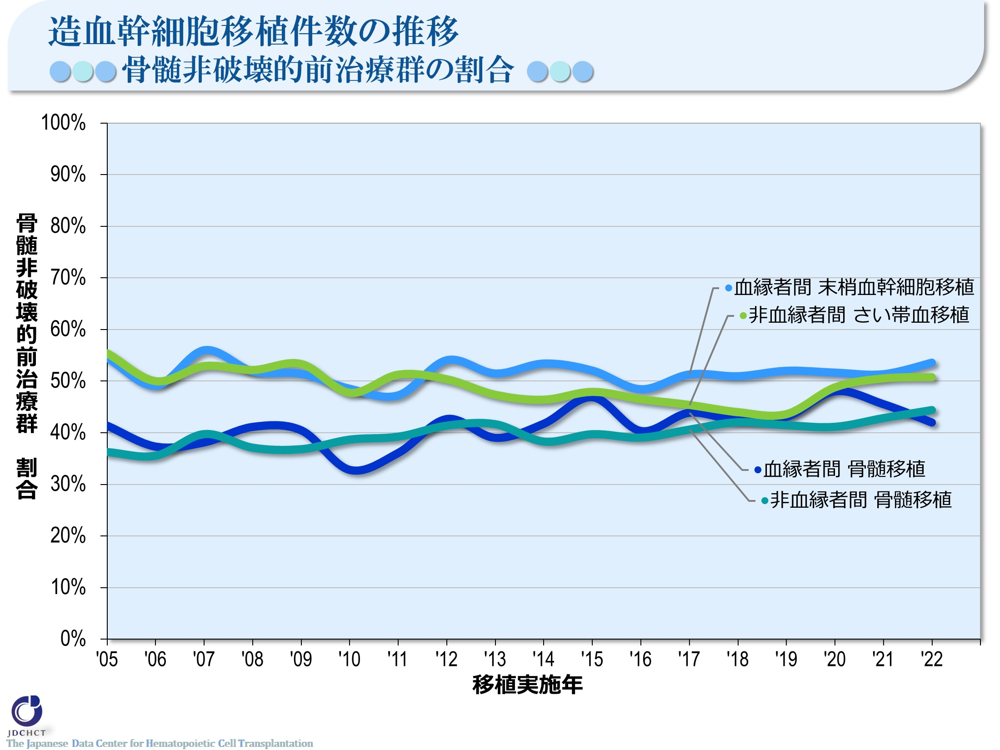 造血幹細胞移植件数の推移
骨髄非破壊的前治療群の割合
100%
90%
80%
70%
60%
50%
40%
30%
20%
10%
0%
骨髄非破壊的前治療群 割合
血縁者間 末梢血幹細胞移植
非血縁者間 さい帯血移植
血縁者間 骨髄移植
非血縁者間 骨髄移植
'05 '06 '07 '08 '09 '10 '11 '12 '13 '14 '15 '16 '17 '18 '19 '20 '21 '22
移植実施年
JDCHCT
The Japanese Data Center for Hematopoietic Cell Transplantation